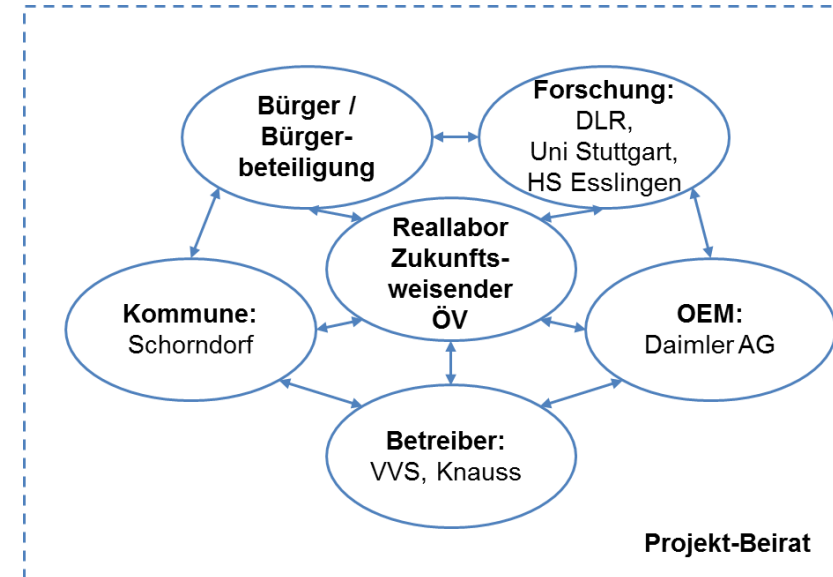 Bürger /
Bürger-
beteiligung
Forschung:
DLR,
Uni Stuttgart,
HS Esslingen
Reallabor
Zukunfts-
weisender
ÖV
Kommune:
Schorndorf
OEM:
Daimler AG
Betreiber:
VVS, Knauss
Projekt-Beirat